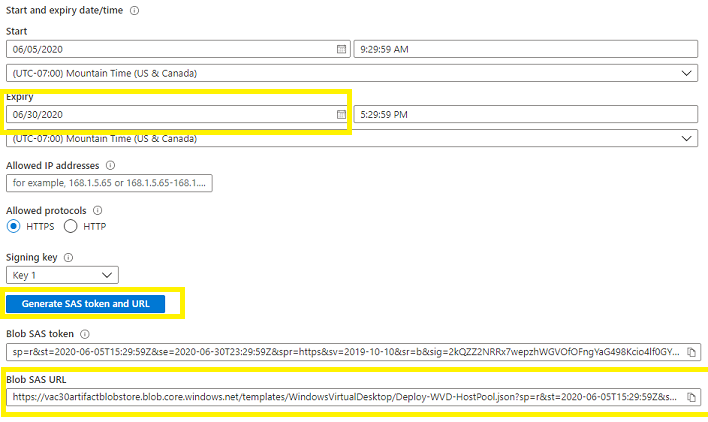 Start and expiry date/time
Start
06/05/2020 9:29:59 AM
(UTC-07:00) Mountain Time (US & Canada)
Expiry
06/30/2020 5:29:59 PM
(UTC-07:00) Mountain Time (US & Canada)
Allowed IP addresses
for example, 168.1.5.65 or 168.1.5.65-168.1....
Allowed protocols
HTTPS HTTP
Signing key
Key 1
Generate SAS token and URL
Blob SAS token
sp=r&st=2020-06-05T15:29:59Z&se=2020-06-30T23:29:59Z&spr=https&sv=2019-10-10&sr=b&sig=2kQZZ2NRRx7wepzhWGVOfOFngYaG498Kcio4lf0GY...
Blob SAS URL
https://vac30artifactblobstore.blob.core.windows.net/templates/WindowsVirtualDesktop/Deploy-WVD-HostPool.json?sp=r&st=2020-06-05T15:29:59Z&s...